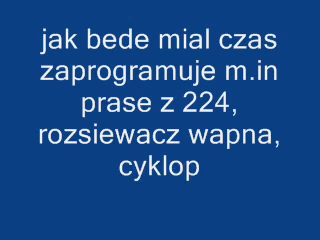 jak bede mial czas
zaprogramuje m.in
prase z 224,
rozsiewacz wapna,
cyklop